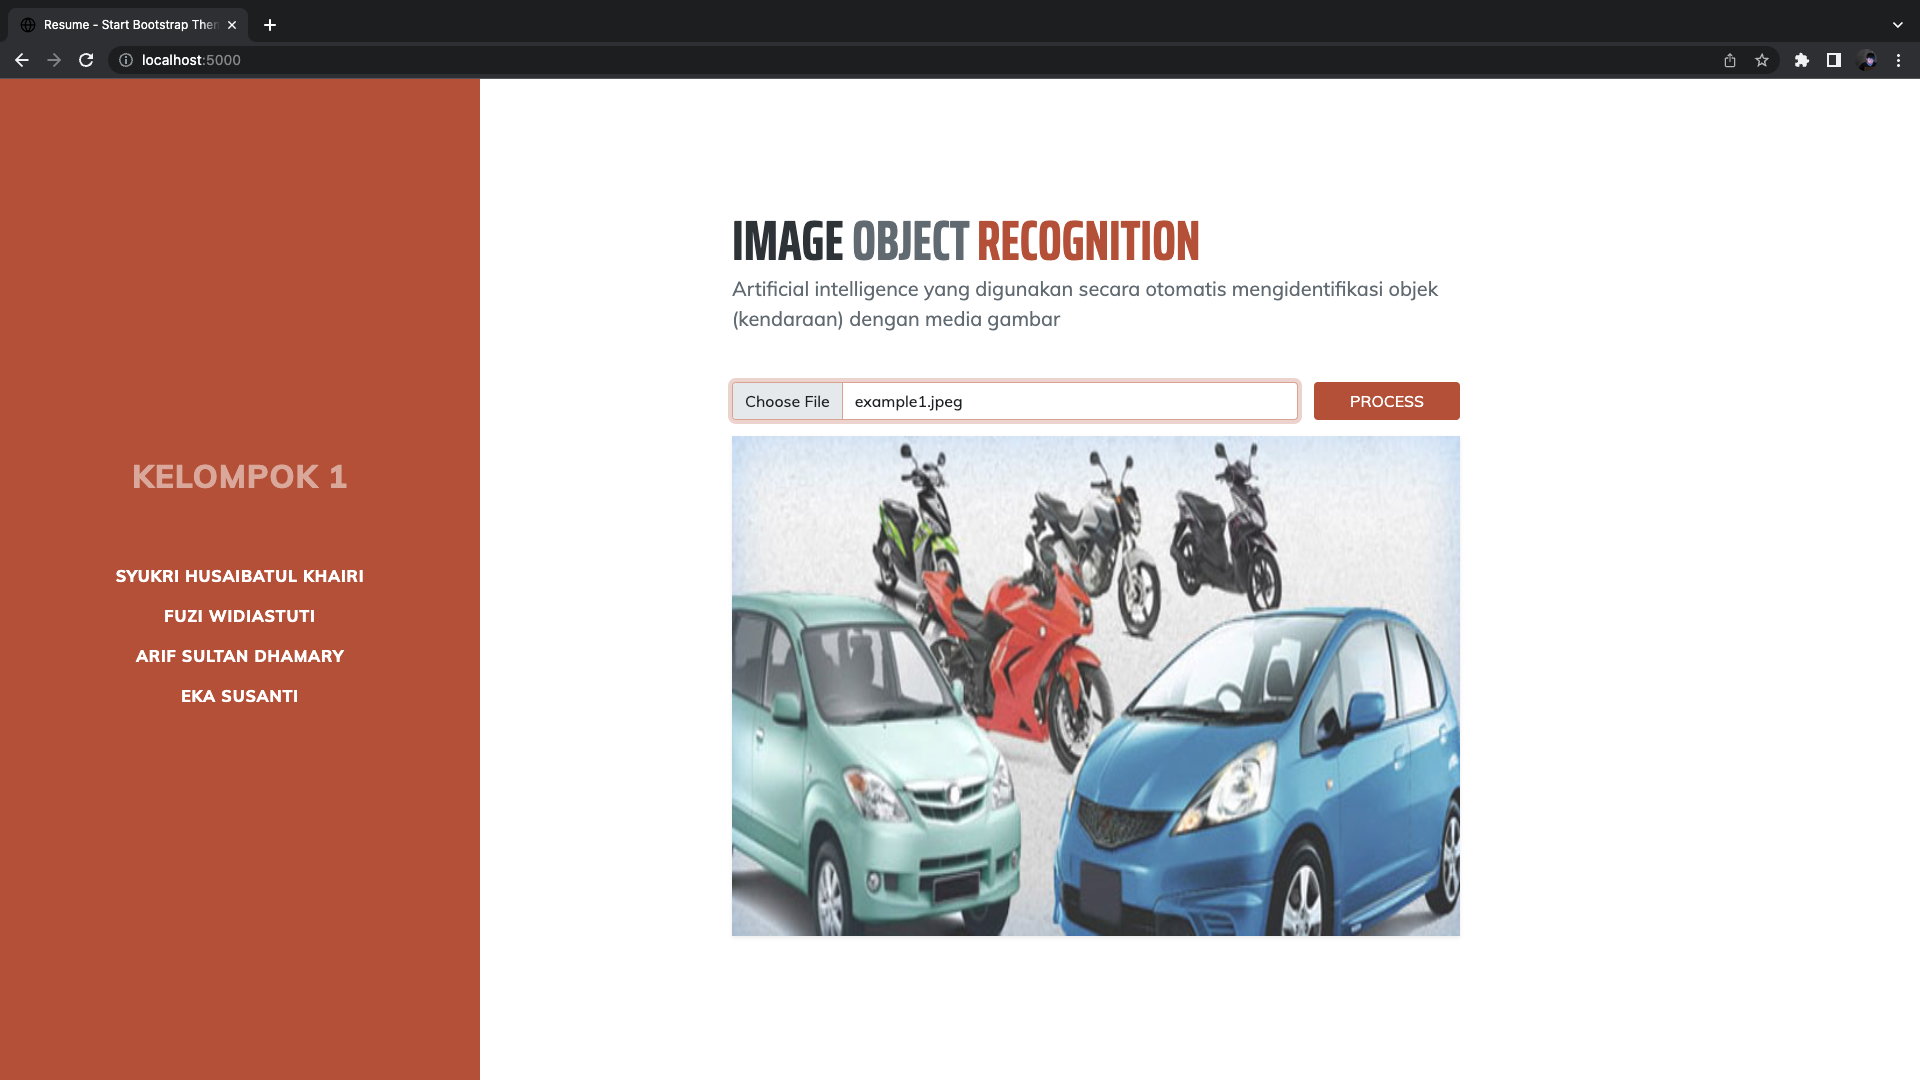 Resume - Start Bootstrap The
localhost:5000
KELOMPOK 1
SYUKRI HUSAIBATUL KHAIRI
FUZI WIDIASTUTI
ARIF SULTAN DHAMARY
EKA SUSANTI
IMAGE OBJECT RECOGNITION
Artificial intelligence yang digunakan secara otomatis mengidentifikasi objek
(kendaraan) dengan media gambar
Choose File example1.jpeg
PROCESS